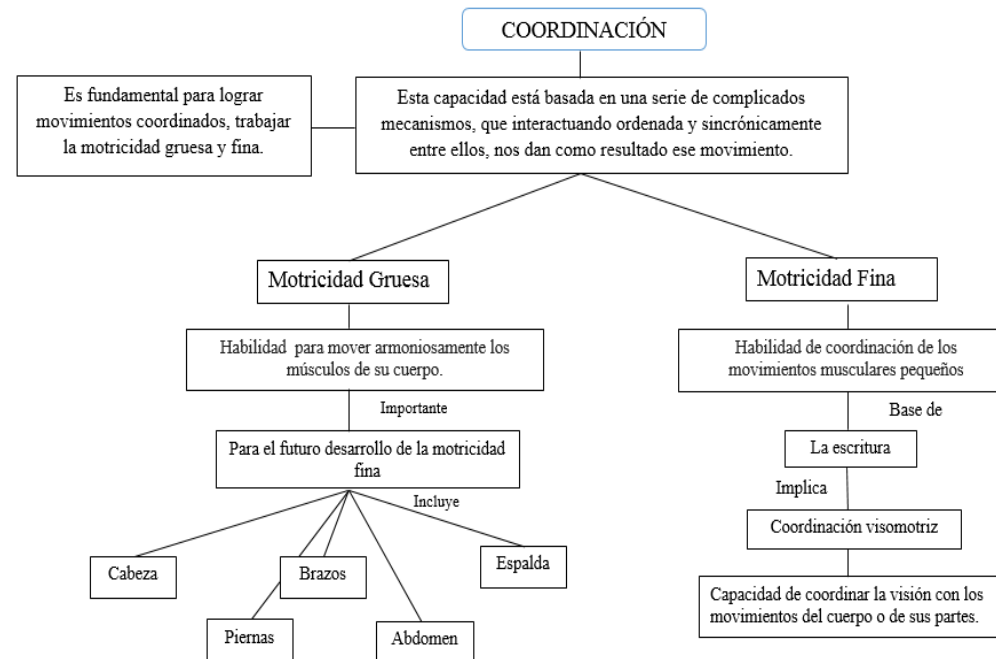 COORDINACIÓN
Es fundamental para lograr
movimientos coordinados, trabajar
la motricidad gruesa y fina.
Esta capacidad está basada en una serie de complicados
mecanismos, que interactuando ordenada y sincrónicamente
entre ellos, nos dan como resultado ese movimiento.
Motricidad Gruesa
Habilidad para mover armoniosamente los
músculos de su cuerpo.
Importante
Para el futuro desarrollo de la motricidad
fina
Incluye
Cabeza
Brazos
Espalda
Piernas
Abdomen
Motricidad Fina
Habilidad de coordinación de los
movimientos musculares pequeños
Base de
La escritura
Implica
Coordinación visomotriz
Capacidad de coordinar la visión con los
movimientos del cuerpo o de sus partes.